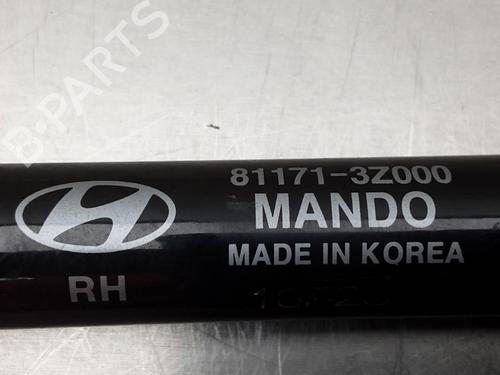 B-PARTS
81171-3Z000
MANDO
MADE IN KOREA
RH